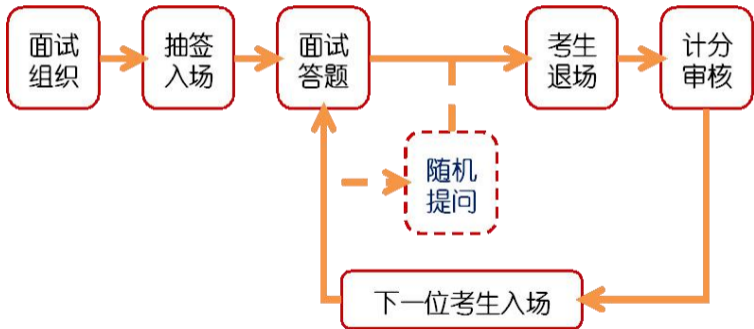 面试
组织
抽签
入场
面试
答题
考生
退场
计分
审核
随机
提问
下一位考生入场